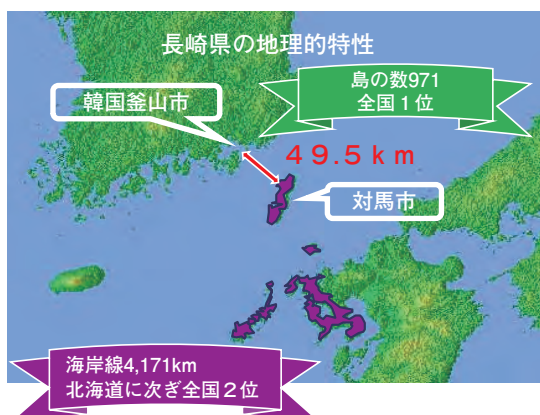 長崎県の地理的特性
島の数971
全国1位
韓国釜山市
49.5km
対馬市
海岸線4,171km
北海道に次ぎ全国2位